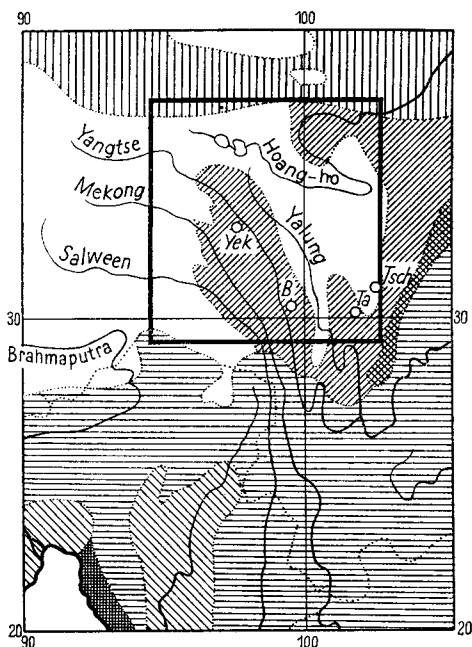 90 100
Yangtse
Hoang-ho
Mekong
Yalung
Yek
Salween
B
Ta
Tsch
30 30
Brahmaputra
20 20
90 100